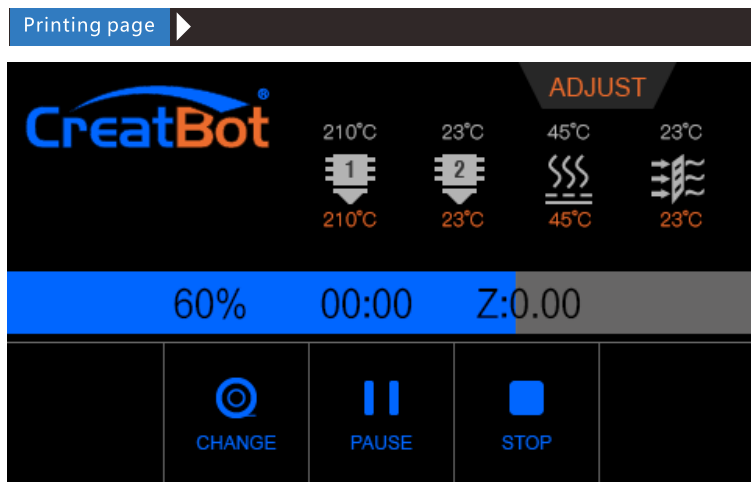 Printing page
ADJUST
CreatBot®
210°C 23°C 45°C 23°C
1 2
210°C 23°C 45°C 23°C
60% 00:00 Z:0.00
CHANGE PAUSE STOP